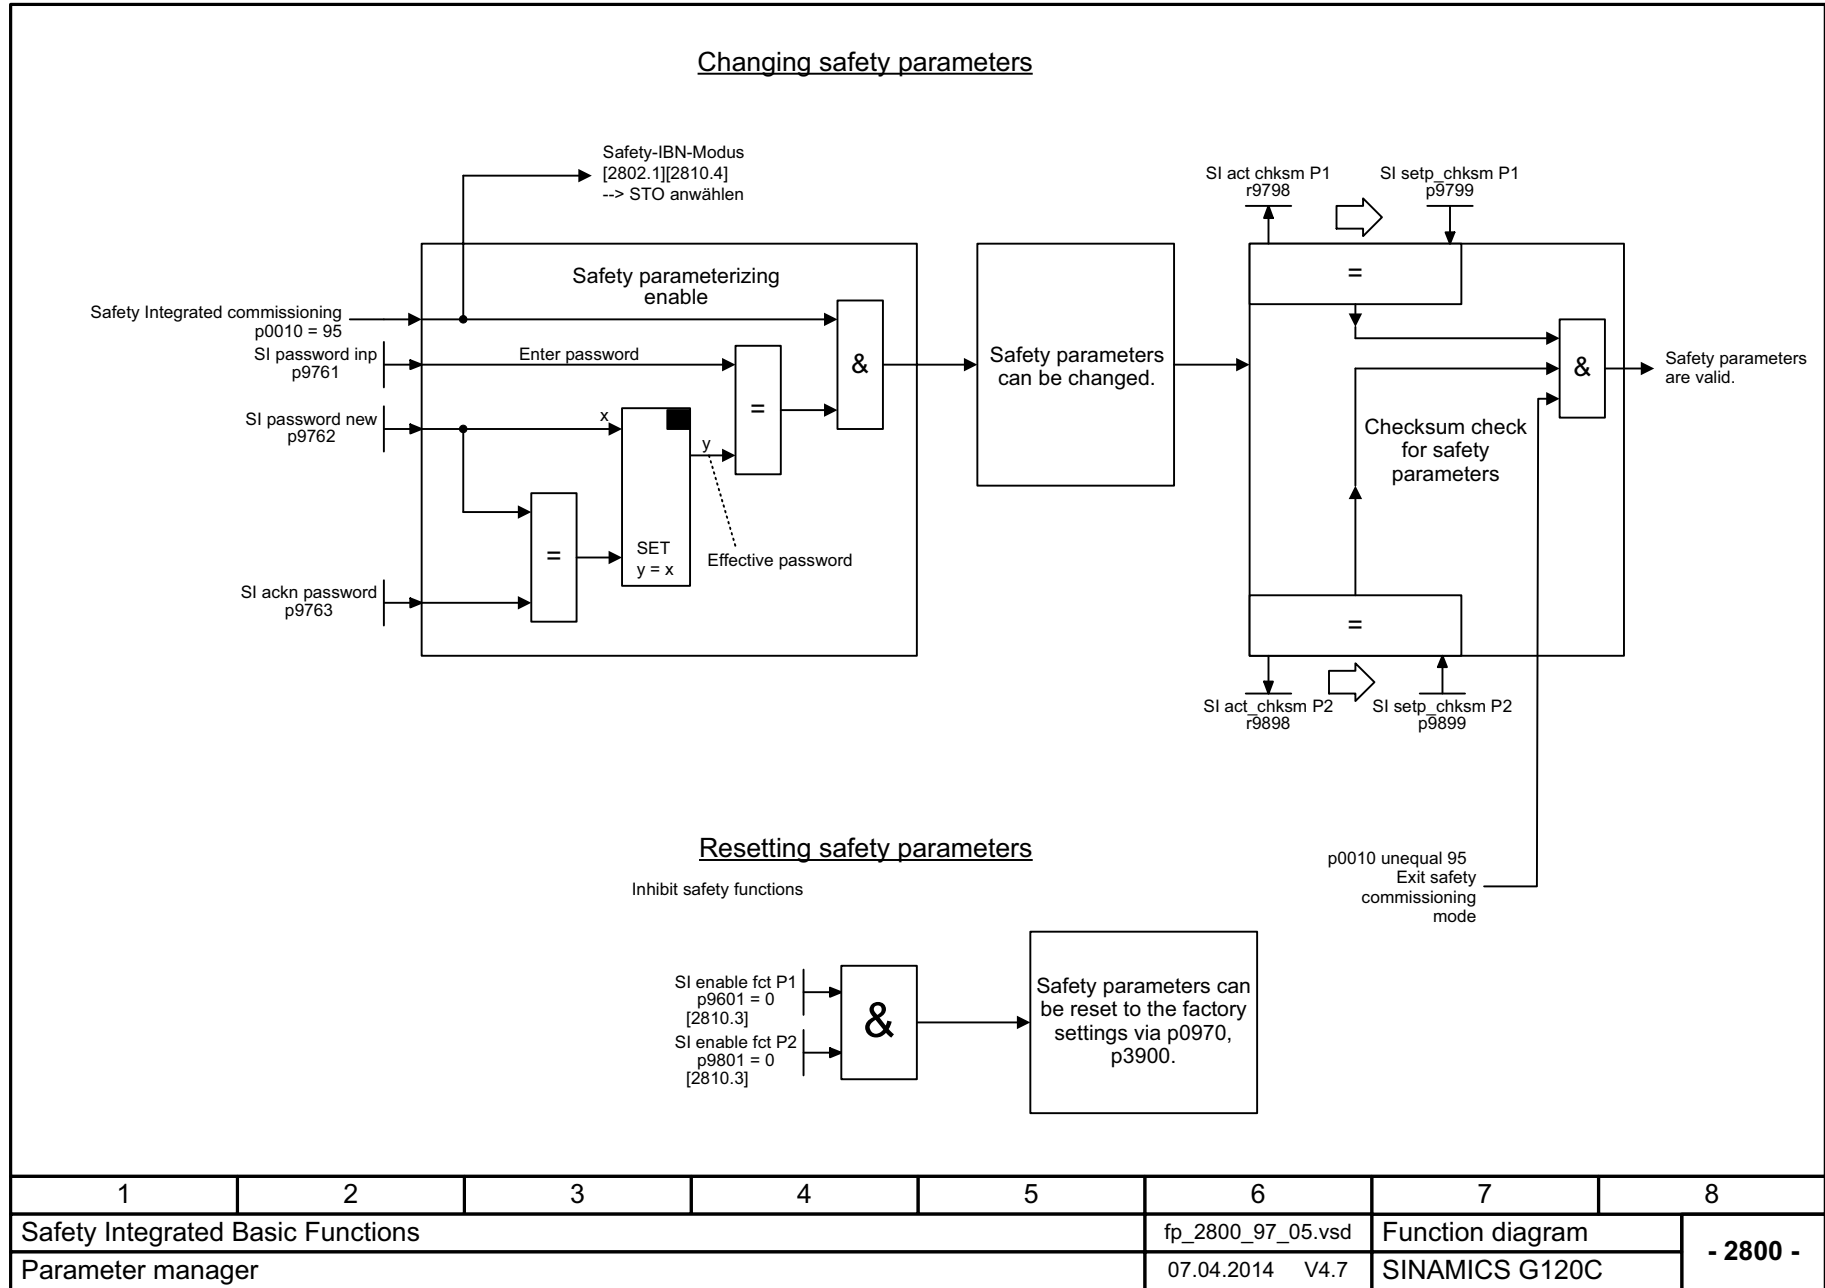 Changing safety parameters
Safety-IBN-Modus
[2802.1][2810.4]
--> STO anwählen
Safety parameterizing
enable
Safety Integrated commissioning
p0010 = 95
SI password inp
p9761
Enter password
SI password new
p9762
x
y
=
&
=
SET
y = x
Effective password
SI ackn password
p9763
Safety parameters
can be changed.
SI act chksm P1
r9798
SI setp_chksm P1
p9799
=
&
Safety parameters
are valid.
Checksum check
for safety
parameters
=
SI act_chksm P2
r9898
SI setp_chksm P2
p9899
p0010 unequal 95
Exit safety
commissioning
mode
Resetting safety parameters
Inhibit safety functions
SI enable fct P1
p9601 = 0
[2810.3]
SI enable fct P2
p9801 = 0
[2810.3]
&
Safety parameters can
be reset to the factory
settings via p0970,
p3900.
1 2 3 4 5 6 7 8
Safety Integrated Basic Functions fp_2800_97_05.vsd Function diagram
- 2800 -
Parameter manager 07.04.2014 V4.7 SINAMICS G120C